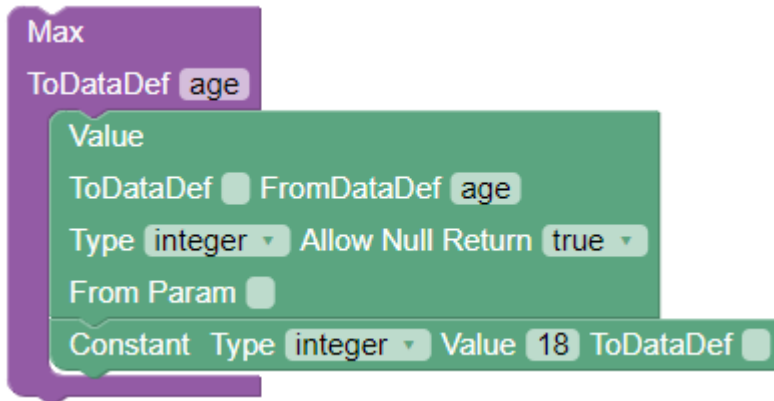 Max
ToDataDef age
Value
ToDataDef FromDataDef age
Type integer Allow Null Return true
From Param
Constant Type integer Value 18 ToDataDef